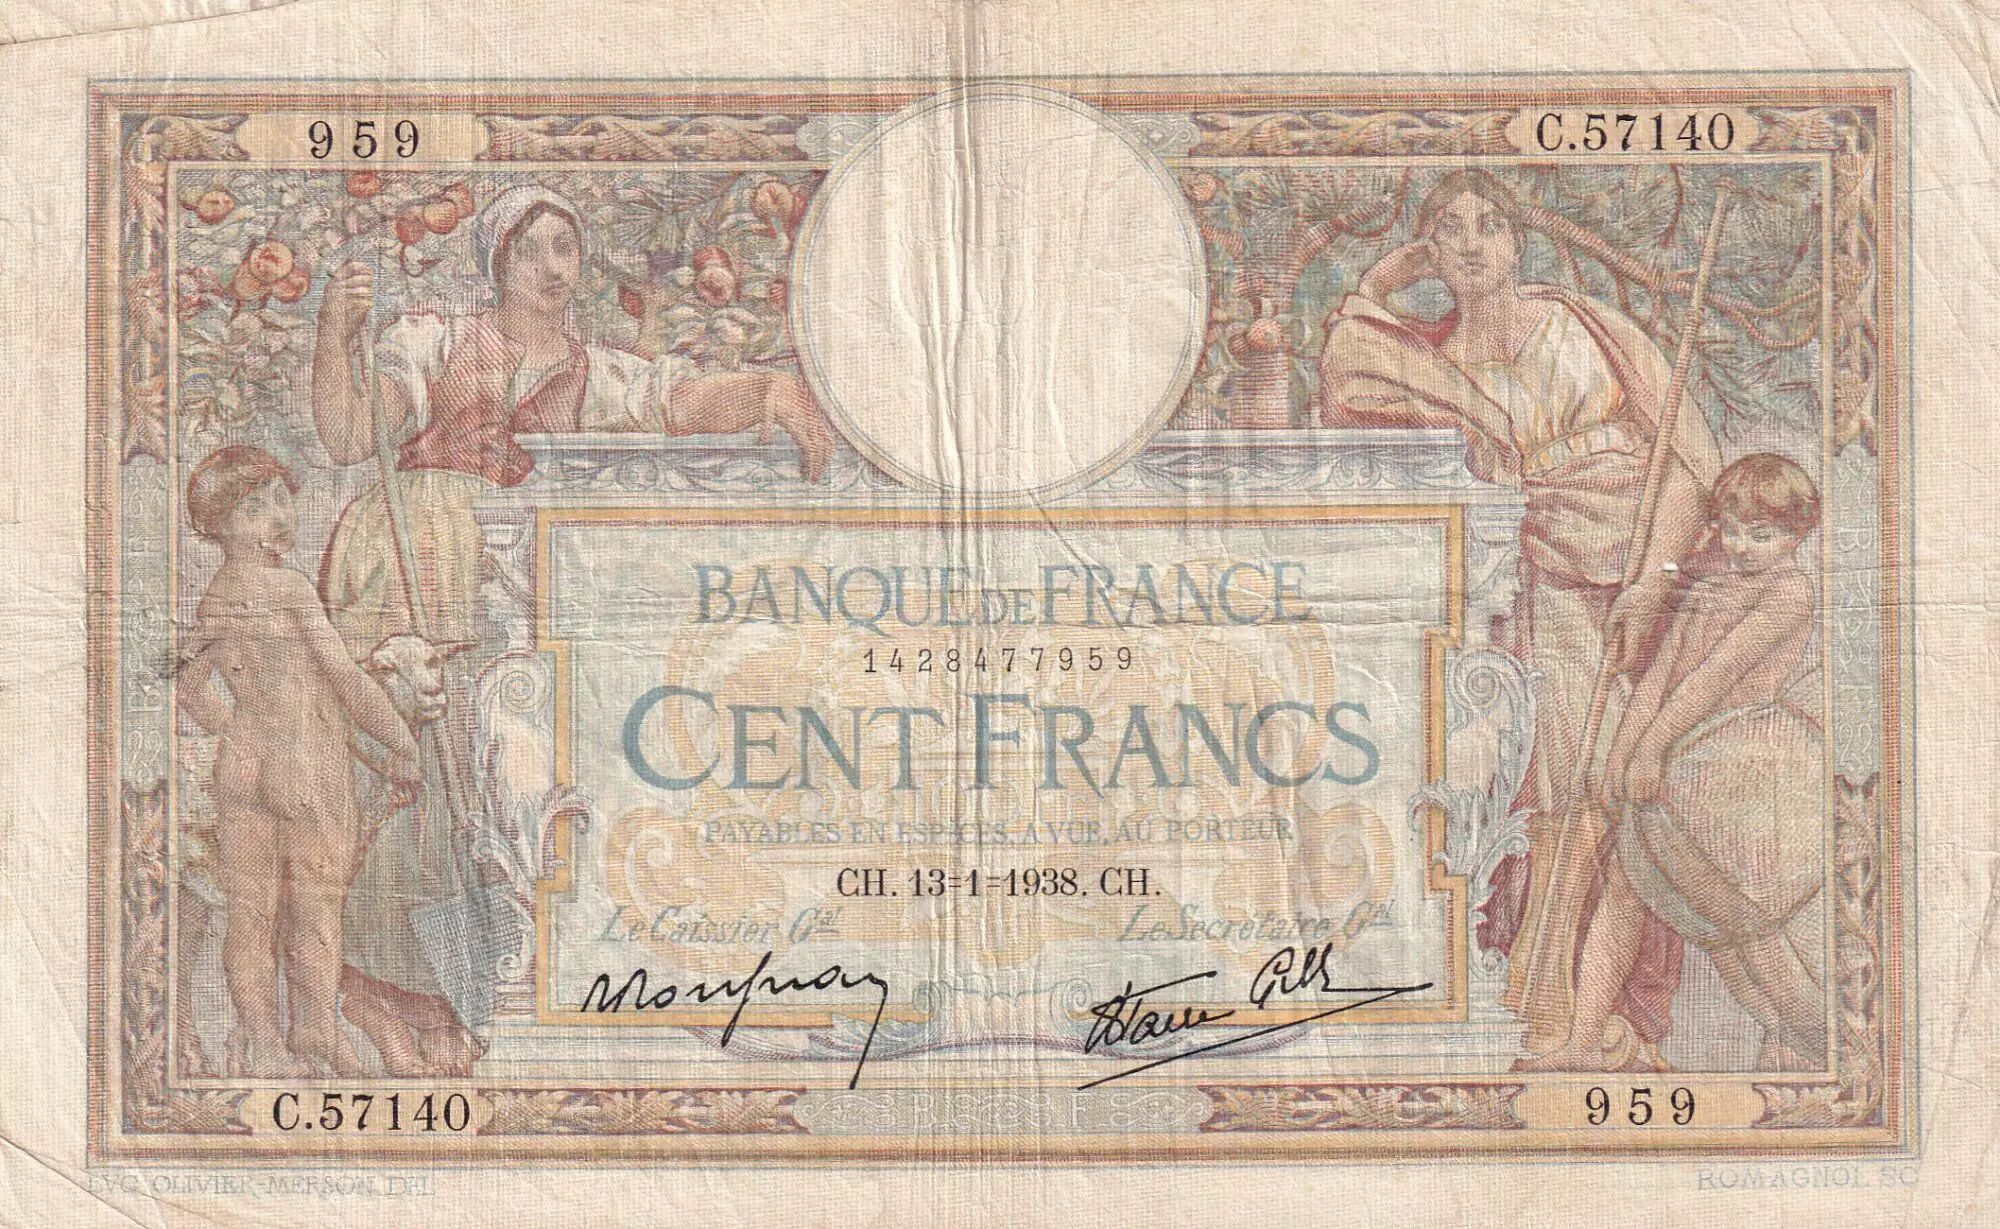 959
C.57140
BANQUE DE FRANCE
1428477959
CENT FRANCS
PAYABLES EN ESPÈCES, A VUE, AU PORTEUR
CH. 13=1=1938. CH.
Le Caissier Gal
Le Secrétaire Gal
C.57140
B F
959
LVC OLIVIER-MERSON DEL
ROMAGNOL SC